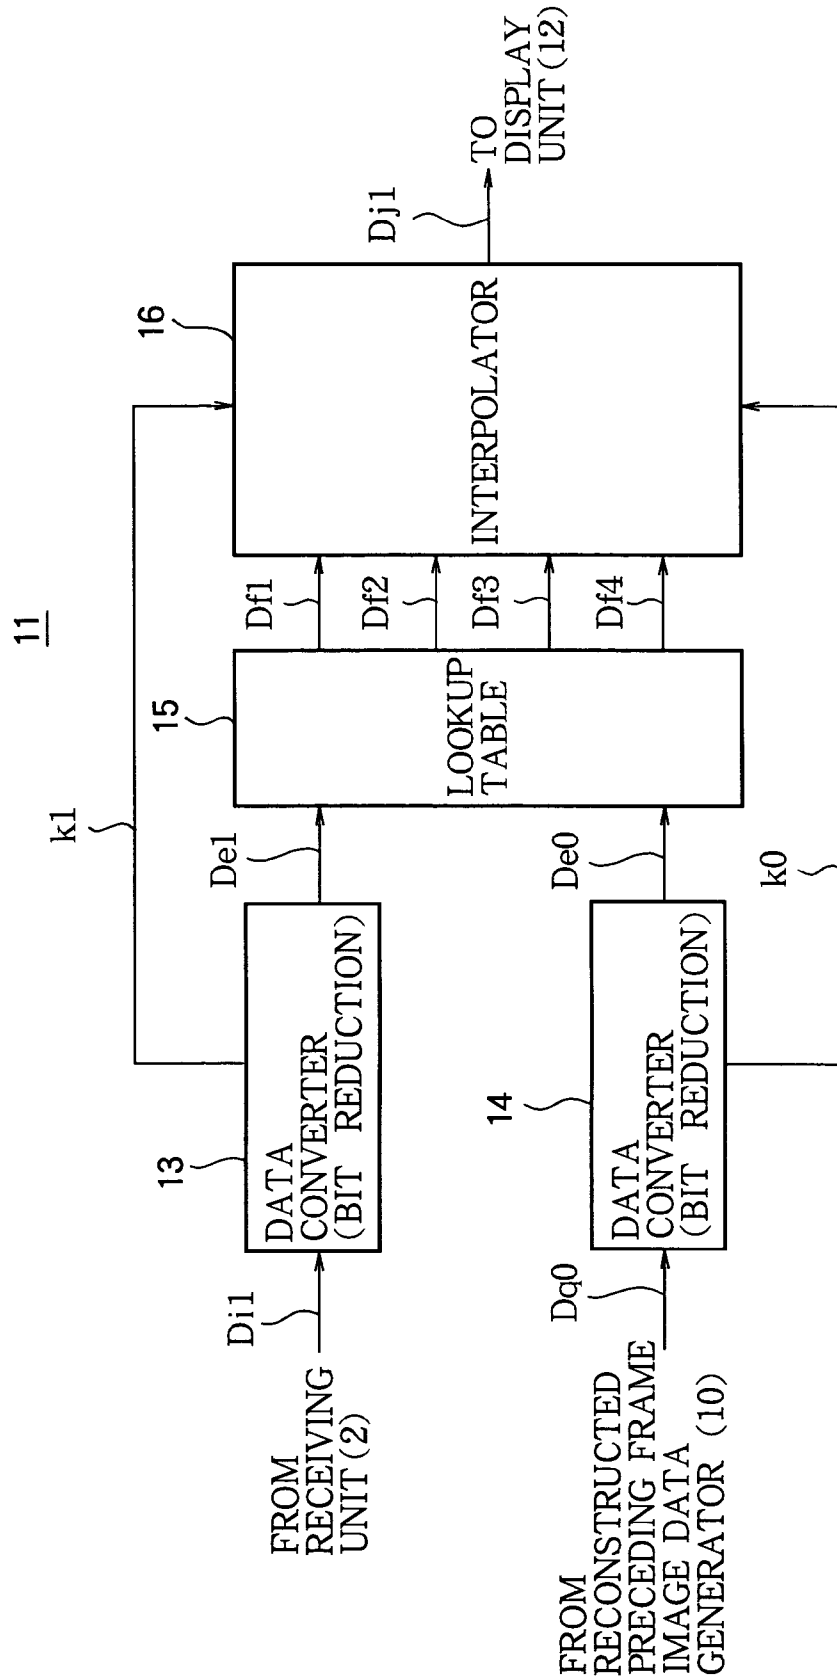 11
FROM
RECEIVING
UNIT (2)
Di1
13
DATA
CONVERTER
(BIT REDUCTION)
k1
De1
FROM
RECONSTRUCTED
PRECEDING FRAME
IMAGE DATA
GENERATOR (10)
Dq0
14
DATA
CONVERTER
(BIT REDUCTION)
De0
k0
15
LOOKUP
TABLE
Df1
Df2
Df3
Df4
16
INTERPOLATOR
Dj1
TO
DISPLAY
UNIT (12)